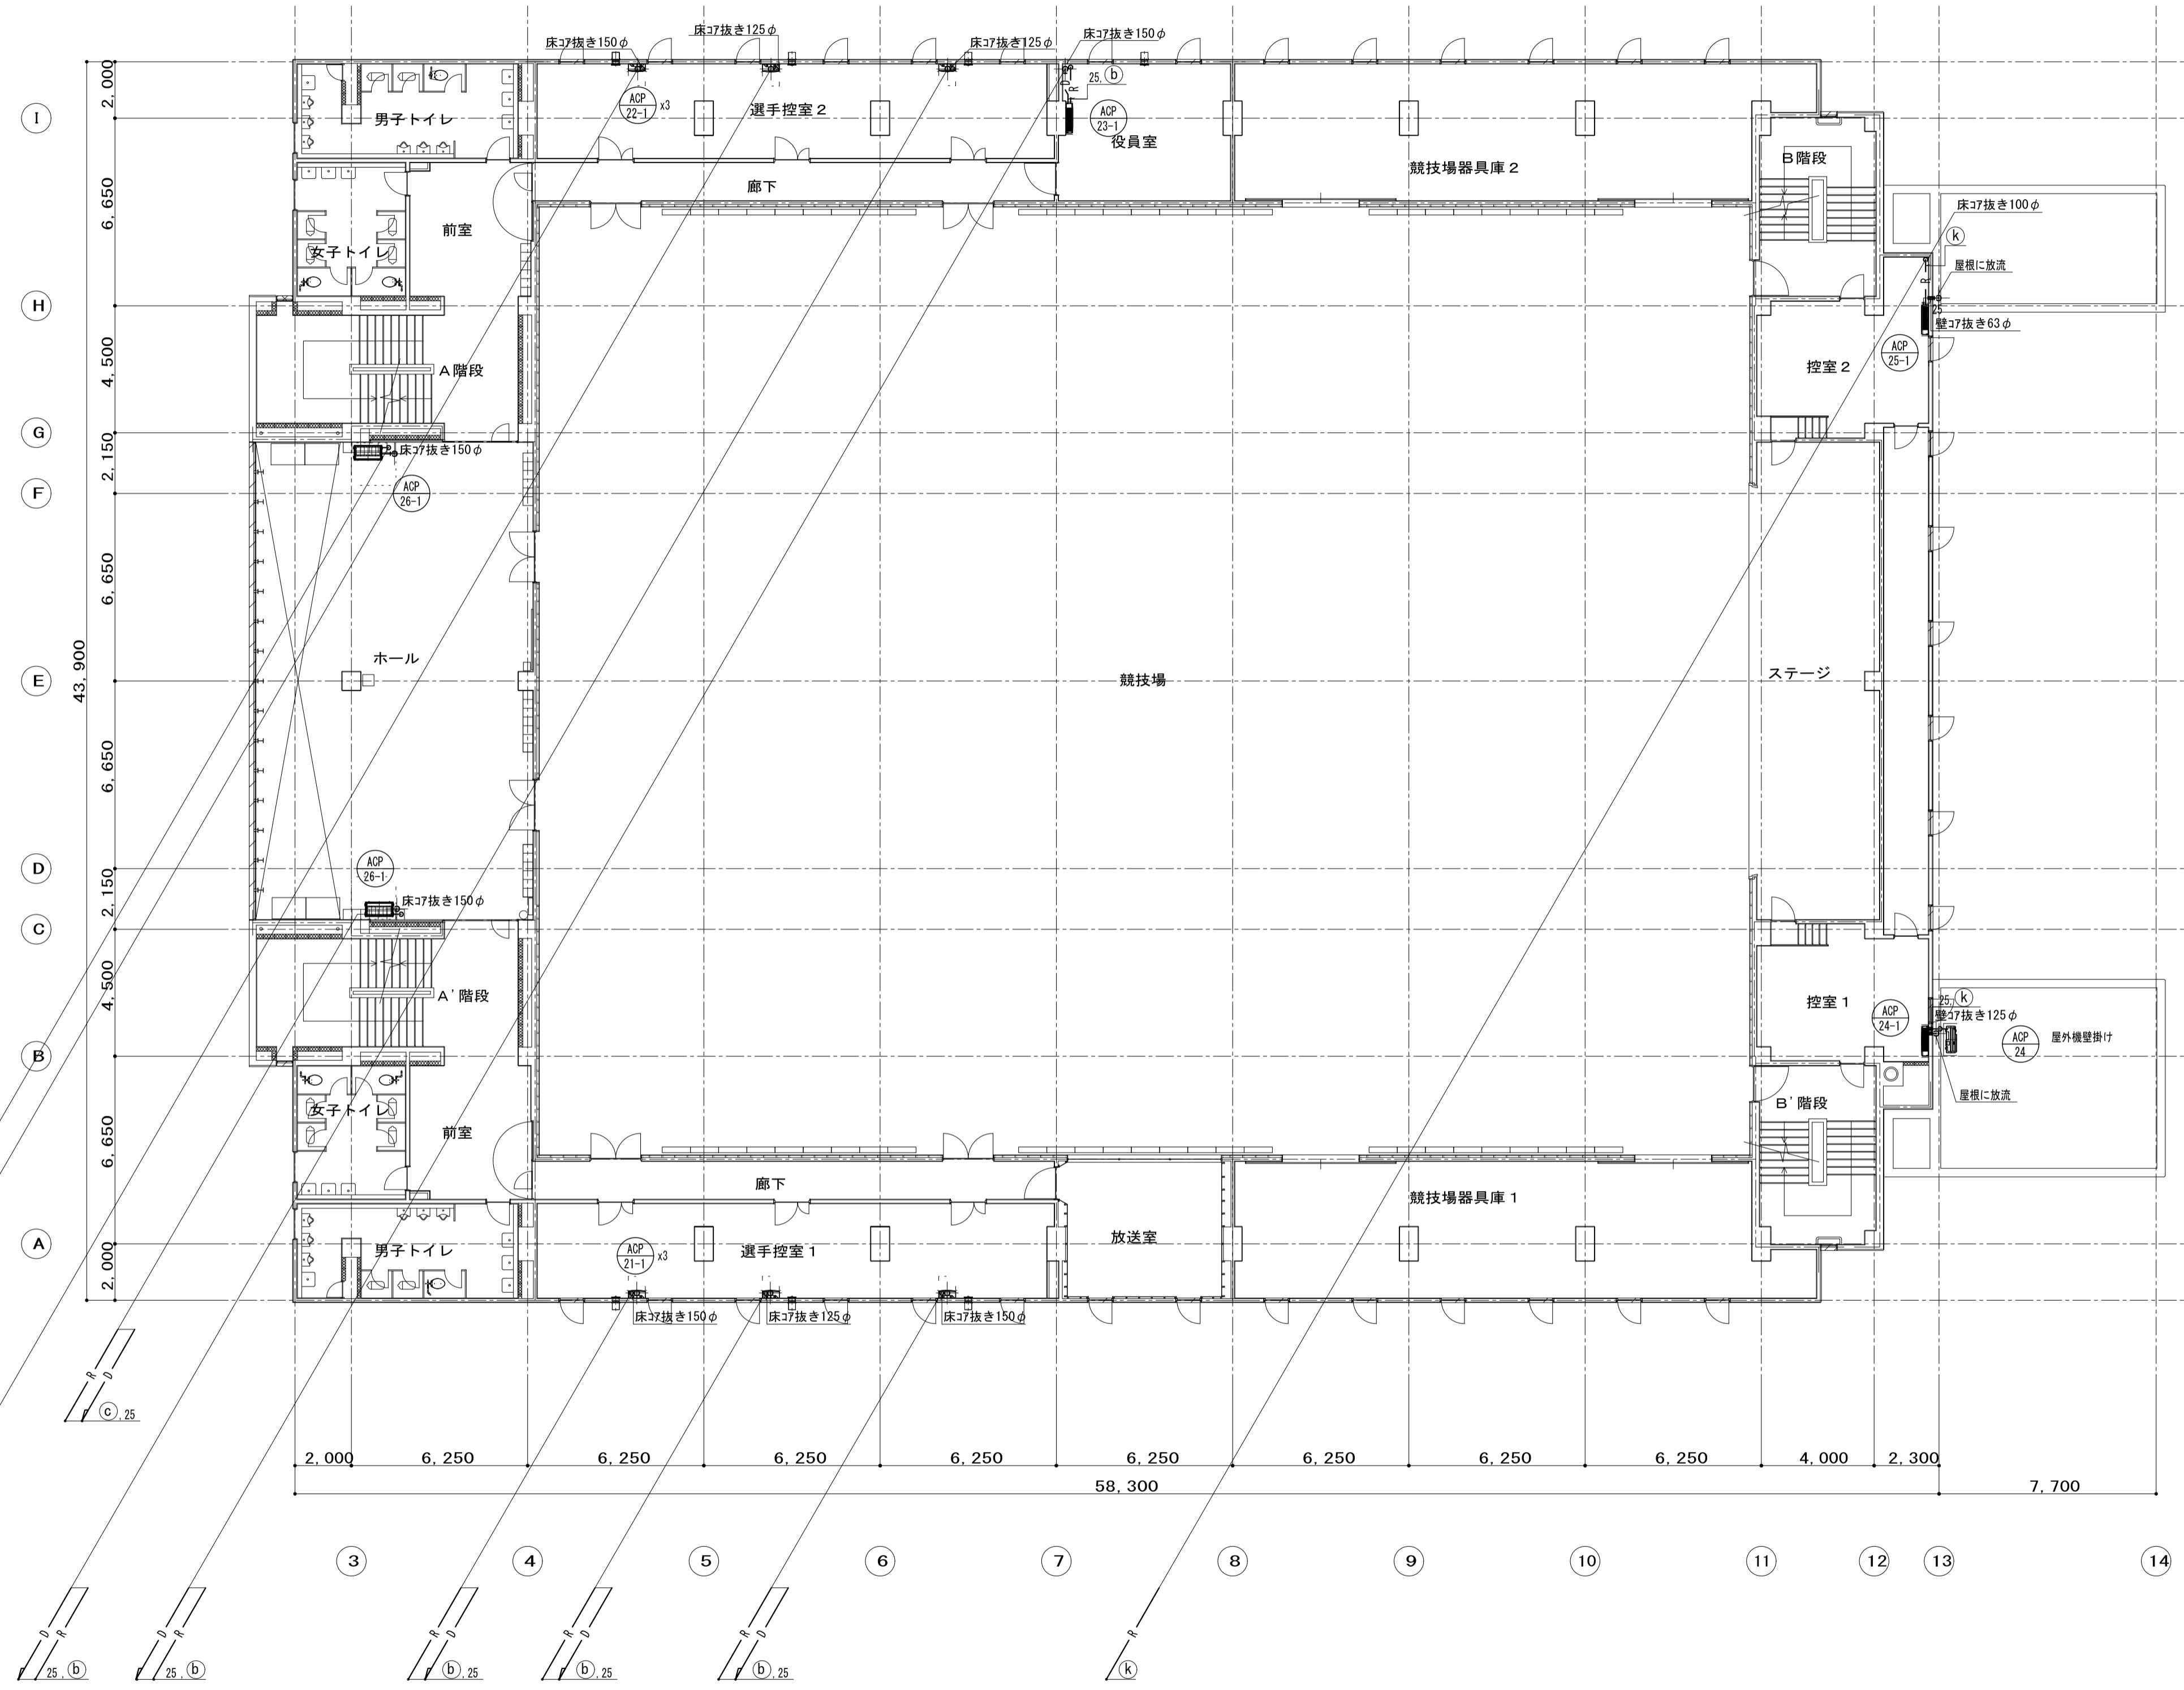 床ｺｱ抜き150φ
床ｺｱ抜き125φ
床ｺｱ抜き125φ
床ｺｱ抜き150φ
2,000
I
男子トイレ
ACP
22-1
x3
選手控室２
D
R
25,ⓑ
ACP
23-1
役員室
競技場器具庫２
Ｂ階段
6,650
廊下
前室
女子トイレ
床ｺｱ抜き100φ
ⓚ
屋根に放流
R
25
壁ｺｱ抜き63φ
H
4,500
Ａ階段
控室２
ACP
25-1
G
2,150
床ｺｱ抜き150φ
F
ACP
26-1
6,650
43,900
ホール
E
競技場
ステージ
6,650
D
ACP
26-1
2,150
床ｺｱ抜き150φ
C
4,500
Ａ'階段
控室１
ACP
24-1
25,ⓚ
壁ｺｱ抜き125φ
ACP
24
屋外機壁掛け
屋根に放流
B
女子トイレ
前室
Ｂ'階段
6,650
廊下
競技場器具庫１
A
男子トイレ
ACP
21-1
x3
選手控室１
放送室
2,000
床ｺｱ抜き150φ
床ｺｱ抜き125φ
床ｺｱ抜き150φ
R
D
ⓒ,25
2,000
6,250
6,250
6,250
6,250
6,250
6,250
6,250
6,250
4,000
2,300
58,300
7,700
3
4
5
6
7
8
9
10
11
12
13
14
D
R
25,ⓑ
D
R
25,ⓑ
R
D
ⓑ,25
R
D
ⓑ,25
R
D
ⓑ,25
R
ⓚ